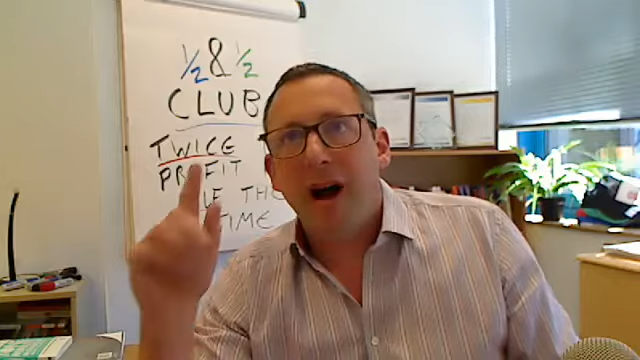 1/2 & 1/2
CLUB
TWICE
PROFIT
THE
TIME